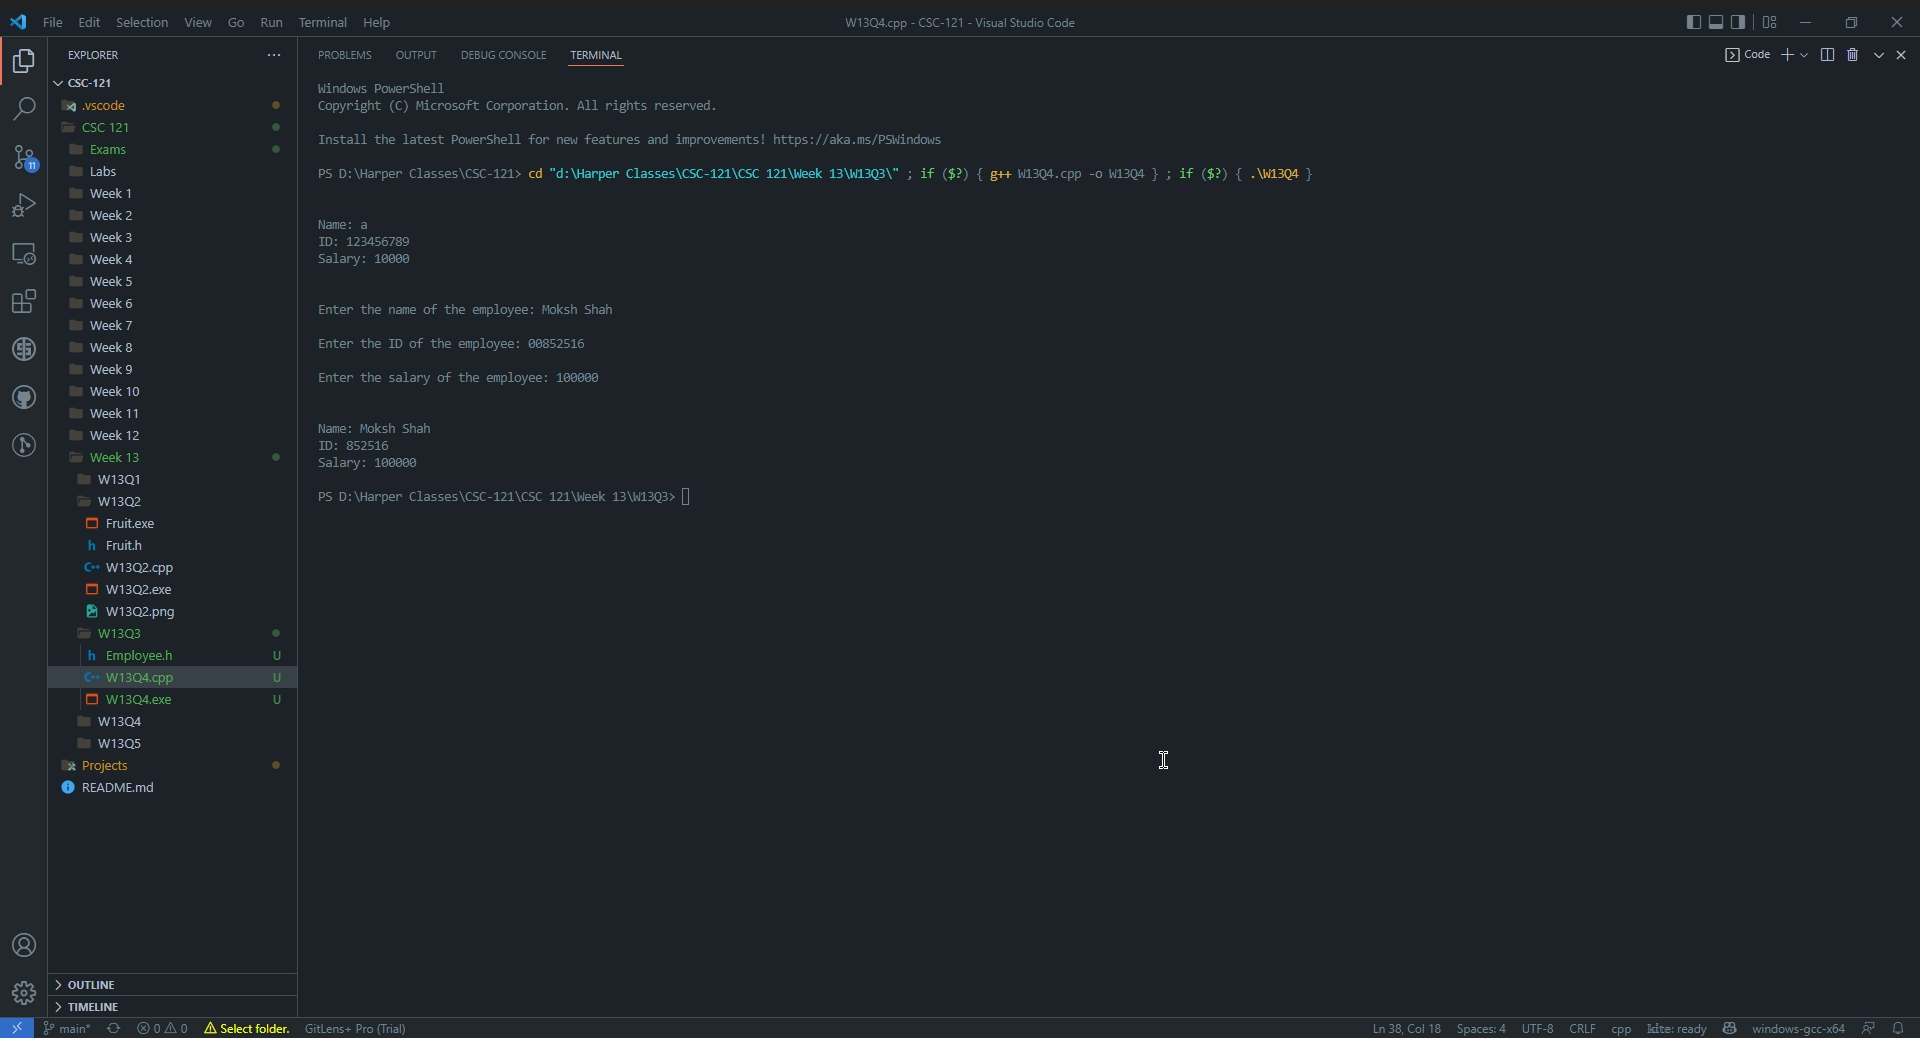 File Edit Selection View Go Run Terminal Help
W13Q4.cpp - CSC-121 - Visual Studio Code
EXPLORER
CSC-121
.vscode
CSC 121
Exams
Labs
Week 1
Week 2
Week 3
Week 4
Week 5
Week 6
Week 7
Week 8
Week 9
Week 10
Week 11
Week 12
Week 13
W13Q1
W13Q2
Fruit.exe
h Fruit.h
C++ W13Q2.cpp
W13Q2.exe
W13Q2.png
W13Q3
h Employee.h U
C++ W13Q4.cpp U
W13Q4.exe U
W13Q4
W13Q5
Projects
README.md
OUTLINE
TIMELINE
11
PROBLEMS OUTPUT DEBUG CONSOLE TERMINAL
Code
Windows PowerShell
Copyright (C) Microsoft Corporation. All rights reserved.
Install the latest PowerShell for new features and improvements! https://aka.ms/PSWindows
PS D:\Harper Classes\CSC-121> cd "d:\Harper Classes\CSC-121\CSC 121\Week 13\W13Q3\" ; if ($?) { g++ W13Q4.cpp -o W13Q4 } ; if ($?) { .\W13Q4 }
Name: a
ID: 123456789
Salary: 10000
Enter the name of the employee: Moksh Shah
Enter the ID of the employee: 00852516
Enter the salary of the employee: 100000
Name: Moksh Shah
ID: 852516
Salary: 100000
PS D:\Harper Classes\CSC-121\CSC 121\Week 13\W13Q3>
main* 0 0 Select folder. GitLens+ Pro (Trial)
Ln 38, Col 18 Spaces: 4 UTF-8 CRLF cpp kite: ready windows-gcc-x64